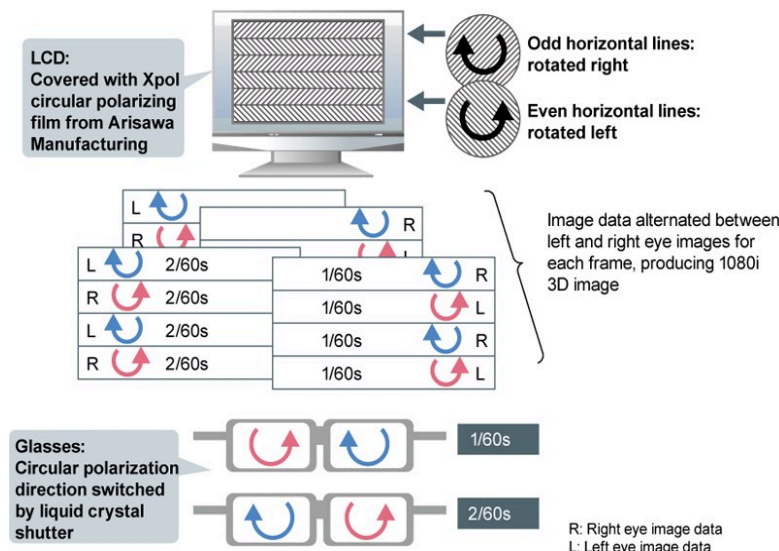 LCD:
Covered with Xpol
circular polarizing
film from Arisawa
Manufacturing
Odd horizontal lines:
rotated right
Even horizontal lines:
rotated left
L
R
R
L
L 2/60s
R 2/60s
L 2/60s
R 2/60s
1/60s R
1/60s L
1/60s R
1/60s L
Image data alternated between
left and right eye images for
each frame, producing 1080i
3D image
Glasses:
Circular polarization
direction switched
by liquid crystal
shutter
1/60s
2/60s
R: Right eye image data
L: Left eye image data